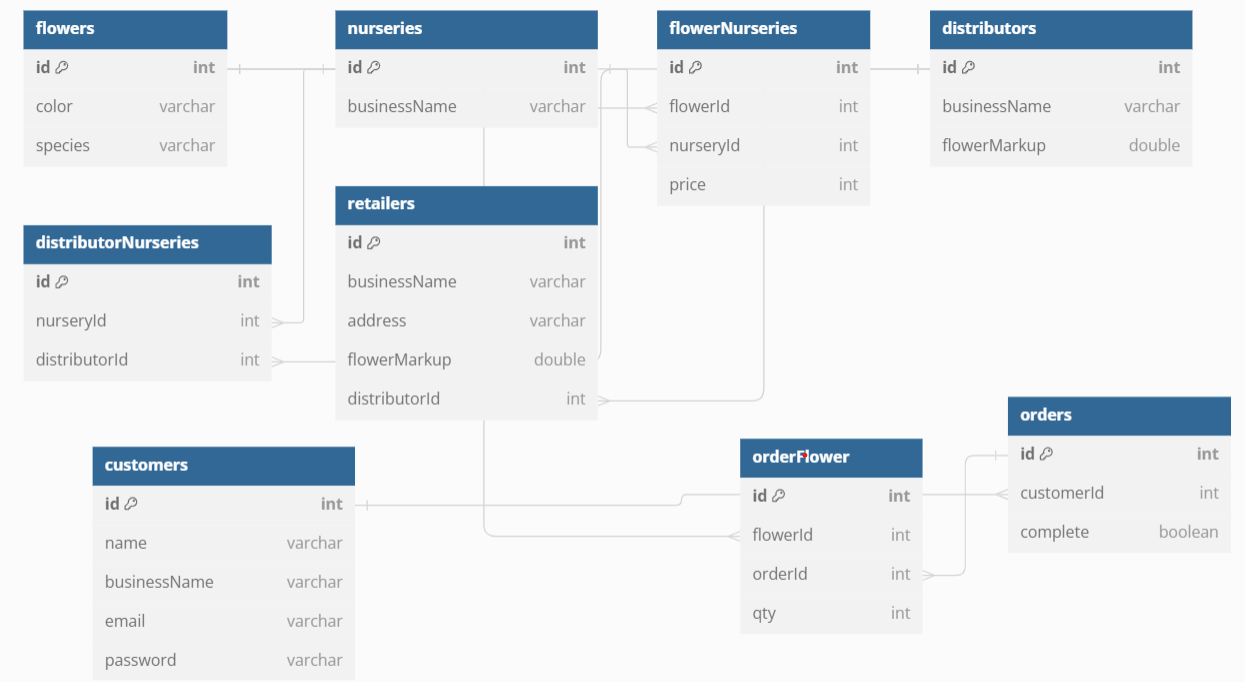 flowers
id int
color varchar
species varchar
nurseries
id int
businessName varchar
flowerNurseries
id int
flowerId int
nurseryId int
price int
distributors
id int
businessName varchar
flowerMarkup double
distributorNurseries
id int
nurseryId int
distributorId int
retailers
id int
businessName varchar
address varchar
flowerMarkup double
distributorId int
customers
id int
name varchar
businessName varchar
email varchar
password varchar
orderFlower
id int
flowerId int
orderId int
qty int
orders
id int
customerId int
complete boolean